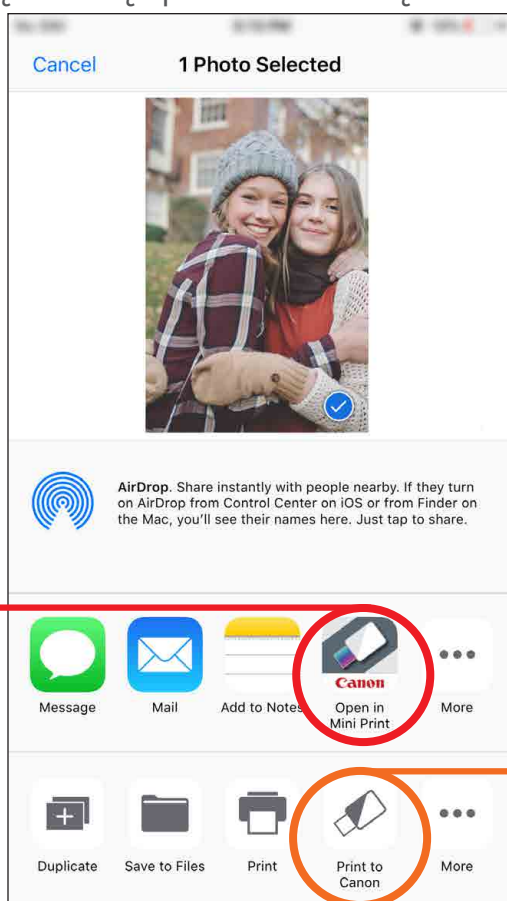 Cancel
1 Photo Selected
AirDrop. Share instantly with people nearby. If they turn
on AirDrop from Control Center on iOS or from Finder on
the Mac, you'll see their names here. Just tap to share.
Canon
Message
Mail
Add to Notes
Open in
Mini Print
More
Duplicate
Save to Files
Print
Print to
Canon
More